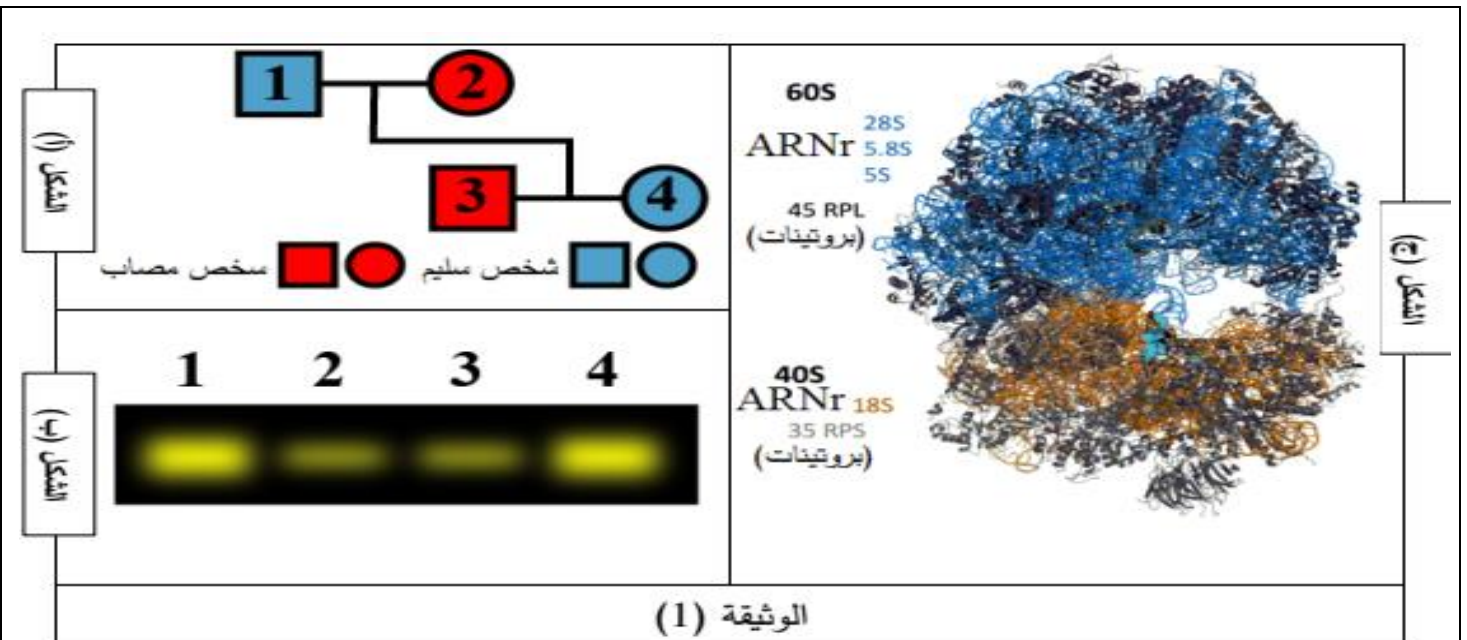 الشكل (أ)
1
2
3
4
شخص سليم
سخص مصاب
الشكل (ب)
1 2 3 4
الشكل (ج)
60S
ARNr 28S
5.8S
5S
45 RPL
(بروتينات)
40S
ARNr 18S
35 RPS
(بروتينات)
الوثيقة (1)